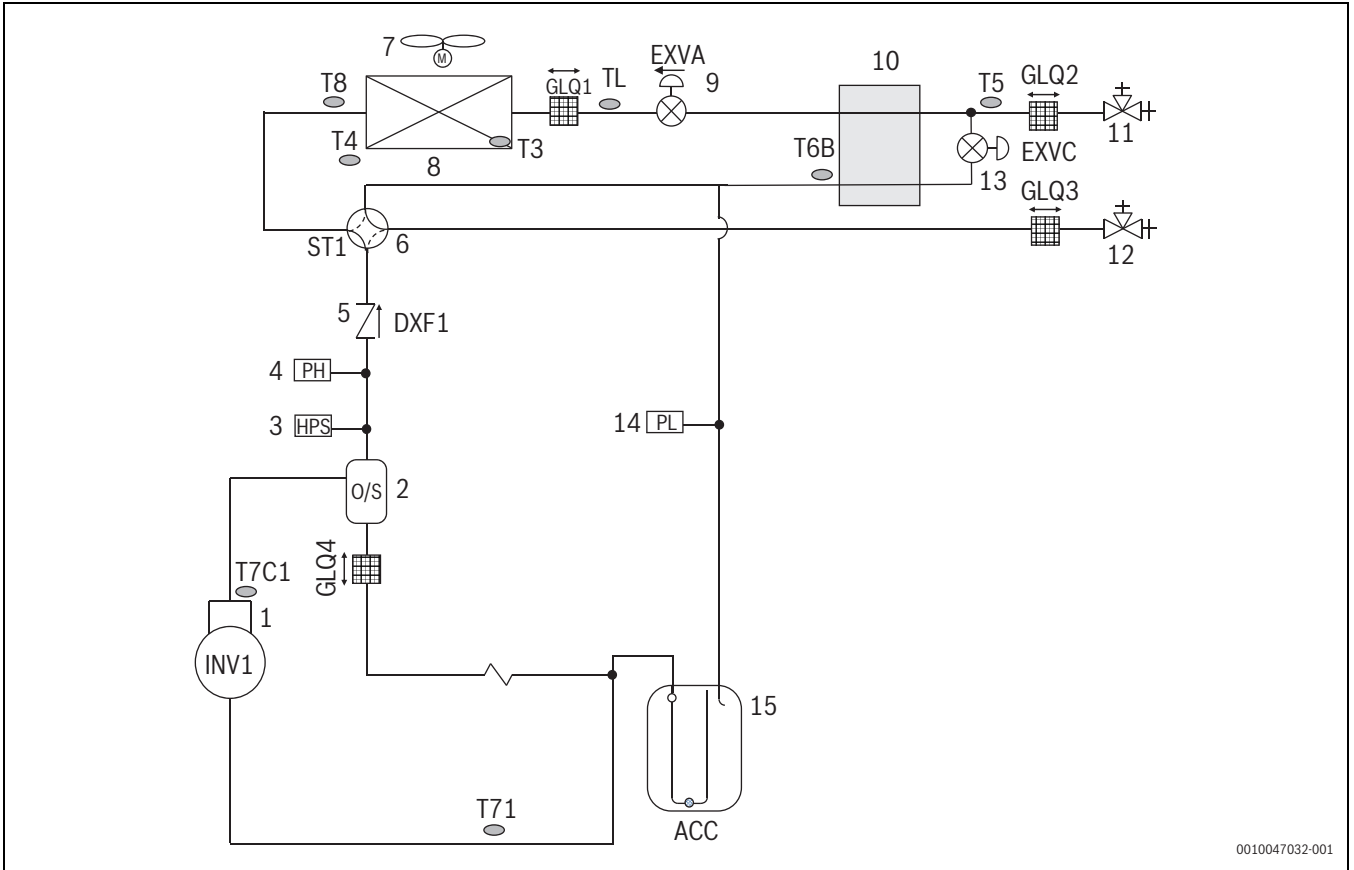 7
M
EXVA
10
T8
GLQ1
TL
9
T5
GLQ2
T4
T3
8
T6B
EXVC
11
13
GLQ3
ST1
6
12
5
DXF1
4
PH
3
HPS
14
PL
O/S
2
GLQ4
T7C1
1
INV1
15
T71
ACC
0010047032-001